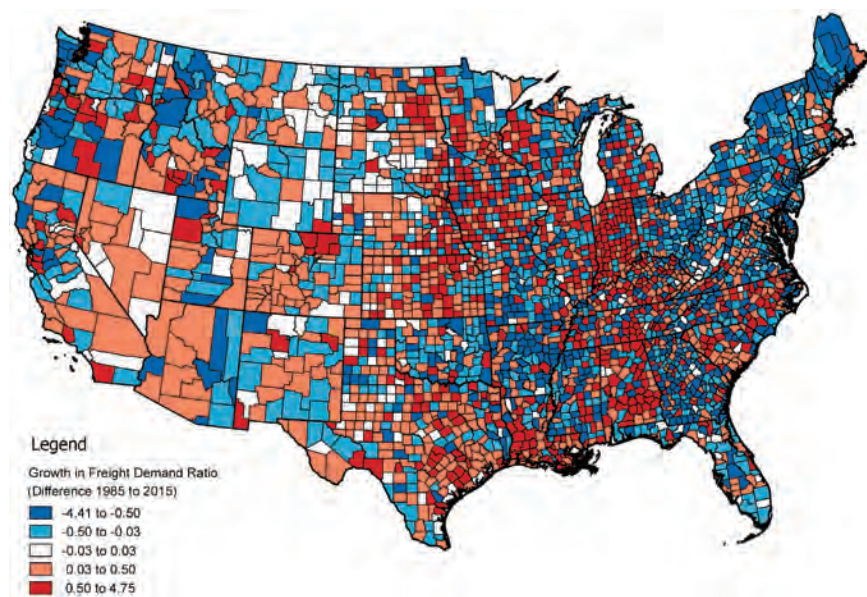 Legend
Growth in Freight Demand Ratio
(Difference 1985 to 2015)
-4.41 to -0.50
-0.50 to -0.03
-0.03 to 0.03
0.03 to 0.50
0.50 to 4.75